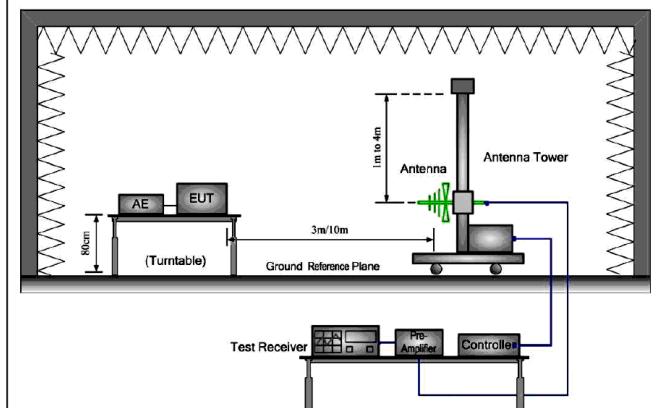 1m to 4m
Antenna
Antenna Tower
AE
EUT
3m/10m
80cm
(Turntable)
Ground Reference Plane
Test Receiver
Pre-
Amplifier
Controlle